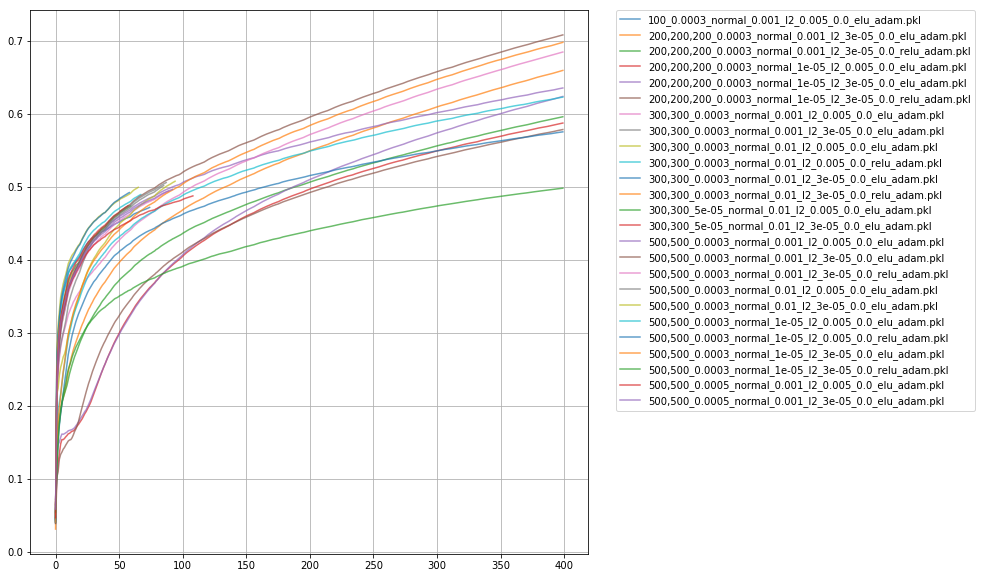 0.7
0.6
0.5
0.4
0.3
0.2
0.1
0.0
0 50 100 150 200 250 300 350 400
100_0.0003_normal_0.001_l2_0.005_0.0_elu_adam.pkl
200,200,200_0.0003_normal_0.001_l2_3e-05_0.0_elu_adam.pkl
200,200,200_0.0003_normal_0.001_l2_3e-05_0.0_relu_adam.pkl
200,200,200_0.0003_normal_1e-05_l2_0.005_0.0_elu_adam.pkl
200,200,200_0.0003_normal_1e-05_l2_3e-05_0.0_elu_adam.pkl
200,200,200_0.0003_normal_1e-05_l2_3e-05_0.0_relu_adam.pkl
300,300_0.0003_normal_0.001_l2_0.005_0.0_elu_adam.pkl
300,300_0.0003_normal_0.001_l2_3e-05_0.0_elu_adam.pkl
300,300_0.0003_normal_0.01_l2_0.005_0.0_elu_adam.pkl
300,300_0.0003_normal_0.01_l2_0.005_0.0_relu_adam.pkl
300,300_0.0003_normal_0.01_l2_3e-05_0.0_elu_adam.pkl
300,300_0.0003_normal_0.01_l2_3e-05_0.0_relu_adam.pkl
300,300_5e-05_normal_0.01_l2_0.005_0.0_elu_adam.pkl
300,300_5e-05_normal_0.01_l2_3e-05_0.0_elu_adam.pkl
500,500_0.0003_normal_0.001_l2_0.005_0.0_elu_adam.pkl
500,500_0.0003_normal_0.001_l2_3e-05_0.0_elu_adam.pkl
500,500_0.0003_normal_0.001_l2_3e-05_0.0_relu_adam.pkl
500,500_0.0003_normal_0.01_l2_0.005_0.0_elu_adam.pkl
500,500_0.0003_normal_0.01_l2_3e-05_0.0_elu_adam.pkl
500,500_0.0003_normal_1e-05_l2_0.005_0.0_elu_adam.pkl
500,500_0.0003_normal_1e-05_l2_0.005_0.0_relu_adam.pkl
500,500_0.0003_normal_1e-05_l2_3e-05_0.0_elu_adam.pkl
500,500_0.0003_normal_1e-05_l2_3e-05_0.0_relu_adam.pkl
500,500_0.0005_normal_0.001_l2_0.005_0.0_elu_adam.pkl
500,500_0.0005_normal_0.001_l2_3e-05_0.0_elu_adam.pkl